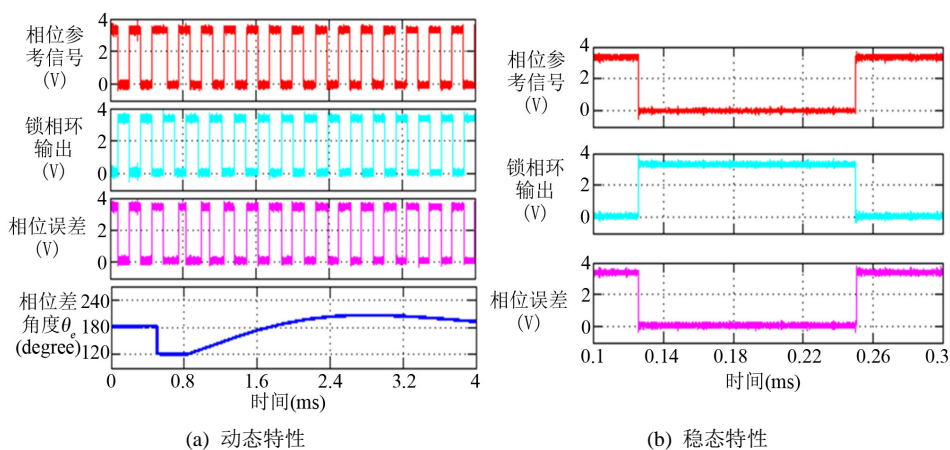 相位参
考信号
(V)
4
2
0
锁相环
输出
(V)
4
2
0
相位误差
(V)
4
2
0
相位差
角度θe
(degree)
240
180
120
0 0.8 1.6 2.4 3.2 4
时间(ms)
(a) 动态特性
相位参
考信号
(V)
4
2
0
锁相环
输出
(V)
4
2
0
相位误差
(V)
4
2
0
0.1 0.14 0.18 0.22 0.26 0.3
时间(ms)
(b) 稳态特性